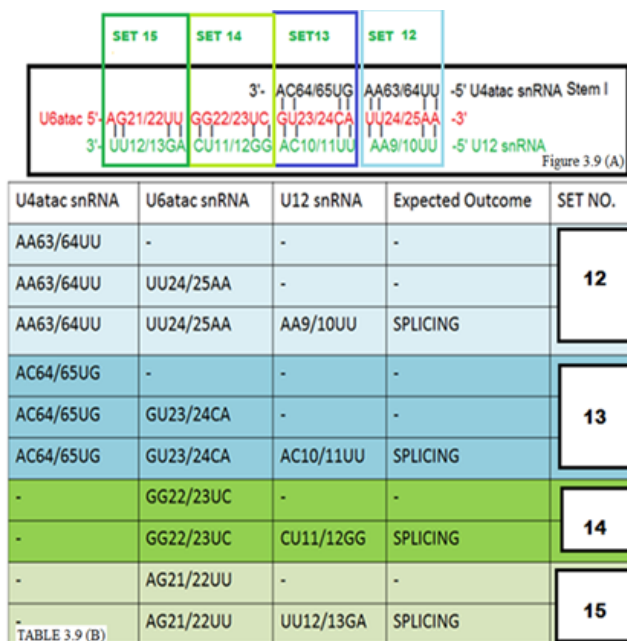 SET 15 SET 14 SET13 SET 12
3'- AC64/65UG AA63/64UU -5' U4atac snRNA Stem I
U6atac 5'- AG21/22UU GG22/23UC GU23/24CA UU24/25AA -3'
3'- UU12/13GA CU11/12GG AC10/11UU AA9/10UU -5' U12 snRNA
Figure 3.9 (A)
U4atac snRNA U6atac snRNA U12 snRNA Expected Outcome SET NO.
AA63/64UU - - -
AA63/64UU UU24/25AA - -
12
AA63/64UU UU24/25AA AA9/10UU SPLICING
AC64/65UG - - -
AC64/65UG GU23/24CA - -
13
AC64/65UG GU23/24CA AC10/11UU SPLICING
- GG22/23UC - -
14
- GG22/23UC CU11/12GG SPLICING
- AG21/22UU - -
15
- AG21/22UU UU12/13GA SPLICING
TABLE 3.9 (B)